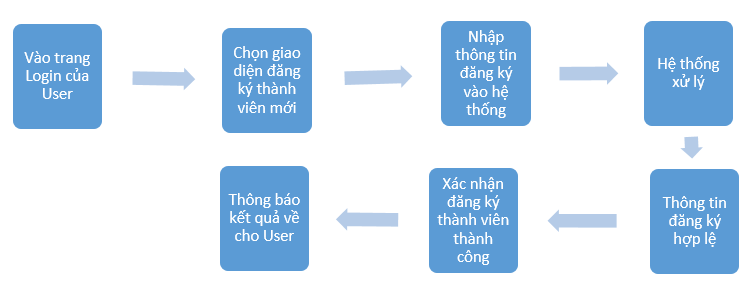 Vào trang
Login của
User
Chọn giao
diện đăng
ký thành
viên mới
Nhập
thông tin
đăng ký
vào hệ
thống
Hệ thống
xử lý
Thông tin
đăng ký
hợp lệ
Xác nhận
đăng ký
thành viên
thành
công
Thông báo
kết quả về
cho User